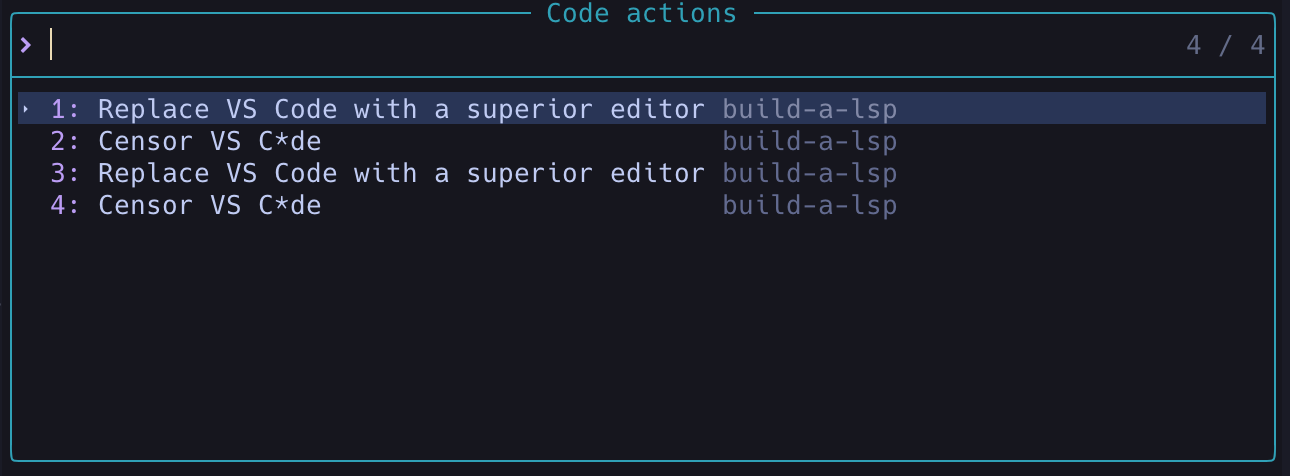 Code actions
> 4 / 4
1: Replace VS Code with a superior editor build-a-lsp
2: Censor VS C*de build-a-lsp
3: Replace VS Code with a superior editor build-a-lsp
4: Censor VS C*de build-a-lsp